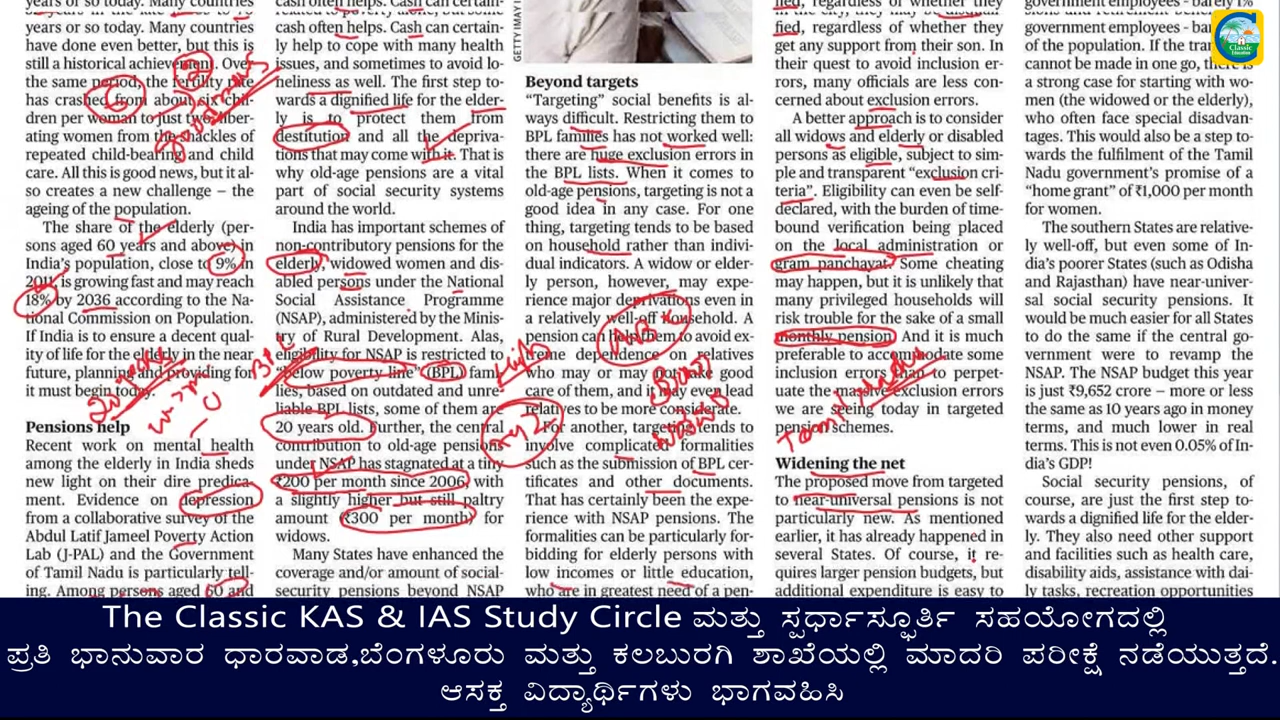 years or so today. Many countries
years or so today. Many countries
have done even better, but this is
still a historical achievement. Over
the same period, the fertility rate
has crashed from about six chil-
dren per woman to just two liber-
ating women from the shackles of
repeated child-bearing and child
care. All this is good news, but it al-
so creates a new challenge – the
ageing of the population.
The share of the elderly (per-
sons aged 60 years and above) in
India's population, close to 9% in
2011, is growing fast and may reach
18% by 2036 according to the Na-
tional Commission on Population.
If India is to ensure a decent qual-
ity of life for the elderly in the near
future, planning and providing for
it must begin today.
Pensions help
Recent work on mental health
among the elderly in India sheds
new light on their dire predica-
ment. Evidence on depression
from a collaborative survey of the
Abdul Latif Jameel Poverty Action
Lab (J-PAL) and the Government
of Tamil Nadu is particularly tell-
ing. Among persons aged 60 and
cash often helps. Cash can certain-
cash often helps. Cash can certain-
ly help to cope with many health
issues, and sometimes to avoid lo-
neliness as well. The first step to-
wards a dignified life for the elder-
ly is to protect them from
destitution and all the depriva-
tions that may come with it. That is
why old-age pensions are a vital
part of social security systems
around the world.
India has important schemes of
non-contributory pensions for the
elderly, widowed women and dis-
abled persons under the National
Social Assistance Programme
(NSAP), administered by the Minis-
try of Rural Development. Alas,
eligibility for NSAP is restricted to
"below poverty line" (BPL) fami-
lies, based on outdated and unre-
liable BPL lists, some of them are
20 years old. Further, the central
contribution to old-age pensions
under NSAP has stagnated at a tiny
₹200 per month since 2006, with
a slightly higher but still paltry
amount ₹300 per month) for
widows.
Many States have enhanced the
coverage and/or amount of social-
security pensions beyond NSAP
GETTY IMAY I
Beyond targets
"Targeting" social benefits is al-
ways difficult. Restricting them to
BPL families has not worked well:
there are huge exclusion errors in
the BPL lists. When it comes to
old-age pensions, targeting is not a
good idea in any case. For one
thing, targeting tends to be based
on household rather than indivi-
dual indicators. A widow or elder-
ly person, however, may expe-
rience major deprivations even in
a relatively well-off household. A
pension can help them to avoid ex-
treme dependence on relatives
who may or may not take good
care of them, and it may even lead
relatives to be more considerate.
For another, targeting tends to
involve complicated formalities
such as the submission of BPL cer-
tificates and other documents.
That has certainly been the expe-
rience with NSAP pensions. The
formalities can be particularly for-
bidding for elderly persons with
low incomes or little education,
who are in greatest need of a pen-
fied, regardless of whether they
fied, regardless of whether they
get any support from their son. In
their quest to avoid inclusion er-
rors, many officials are less con-
cerned about exclusion errors.
A better approach is to consider
all widows and elderly or disabled
persons as eligible, subject to sim-
ple and transparent "exclusion cri-
teria". Eligibility can even be self-
declared, with the burden of time-
bound verification being placed
on the local administration or
gram panchayat. Some cheating
may happen, but it is unlikely that
many privileged households will
risk trouble for the sake of a small
monthly pension. And it is much
preferable to accommodate some
inclusion errors than to perpet-
uate the massive exclusion errors
we are seeing today in targeted
pension schemes.
Widening the net
The proposed move from targeted
to near-universal pensions is not
particularly new. As mentioned
earlier, it has already happened in
several States. Of course, it re-
quires larger pension budgets, but
additional expenditure is easy to
government employees - barely 1%
government employees - bar
of the population. If the tran
cannot be made in one go, there is
a strong case for starting with wo-
men (the widowed or the elderly),
who often face special disadvan-
tages. This would also be a step to-
wards the fulfilment of the Tamil
Nadu government's promise of a
"home grant" of ₹1,000 per month
for women.
The southern States are relative-
ly well-off, but even some of In-
dia's poorer States (such as Odisha
and Rajasthan) have near-univer-
sal social security pensions. It
would be much easier for all States
to do the same if the central gov-
ernment were to revamp the
NSAP. The NSAP budget this year
is just ₹9,652 crore – more or less
the same as 10 years ago in money
terms, and much lower in real
terms. This is not even 0.05% of In-
dia's GDP!
Social security pensions, of
course, are just the first step to-
wards a dignified life for the elder-
ly. They also need other support
and facilities such as health care,
disability aids, assistance with dai-
ly tasks, recreation opportunities
Classic
Education
BPL
Tamilnadu
The Classic KAS & IAS Study Circle ಮತ್ತು ಸ್ಪರ್ಧಾಸ್ಫೂರ್ತಿ ಸಹಯೋಗದಲ್ಲಿ
ಪ್ರತಿ ಭಾನುವಾರ ಧಾರವಾಡ,ಬೆಂಗಳೂರು ಮತ್ತು ಕಲಬುರಗಿ ಶಾಖೆಯಲ್ಲಿ ಮಾದರಿ ಪರೀಕ್ಷೆ ನಡೆಯುತ್ತದೆ.
ಆಸಕ್ತ ವಿದ್ಯಾರ್ಥಿಗಳು ಭಾಗವಹಿಸಿ